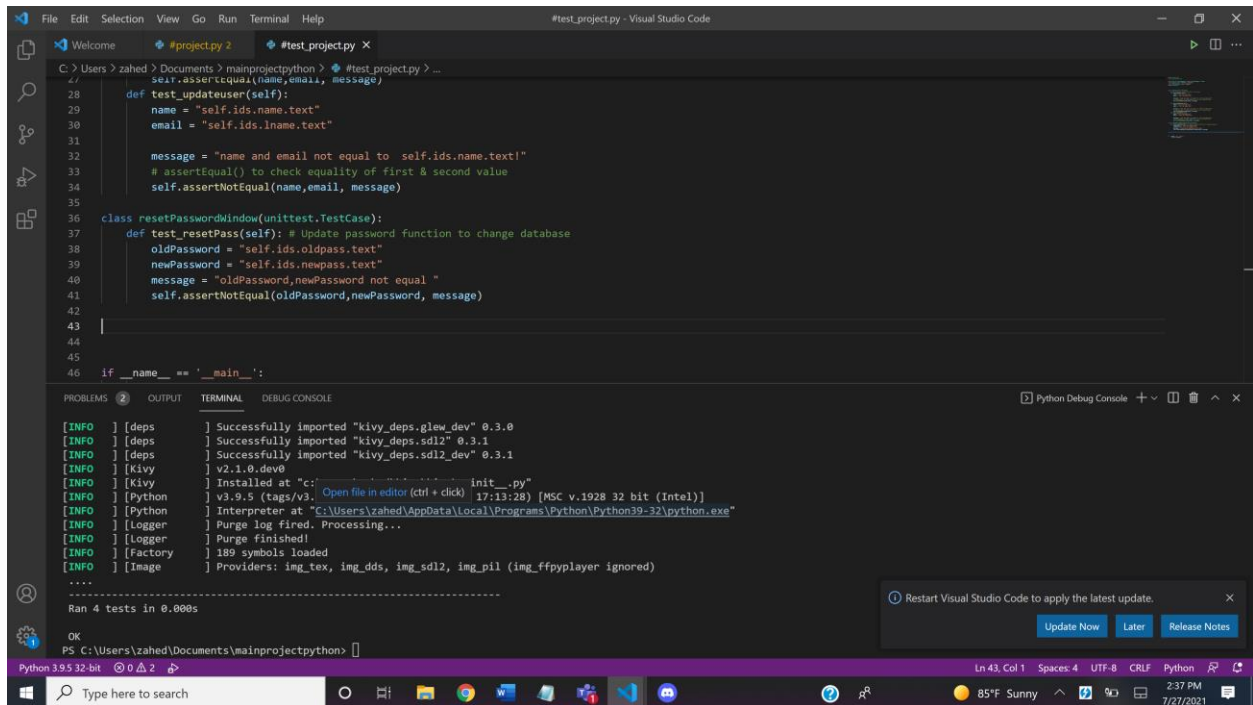 File Edit Selection View Go Run Terminal Help #test_project.py - Visual Studio Code
Welcome #project.py 2 #test_project.py
C: > Users > zahed > Documents > mainprojectpython > #test_project.py > ...
27 self.assertEqual(name,email, message)
28 def test_updateuser(self):
29 name = "self.ids.name.text"
30 email = "self.ids.lname.text"
31
32 message = "name and email not equal to self.ids.name.text!"
33 # assertEqual() to check equality of first & second value
34 self.assertNotEqual(name,email, message)
35
36 class resetPasswordWindow(unittest.TestCase):
37 def test_resetPass(self): # Update password function to change database
38 oldPassword = "self.ids.oldpass.text"
39 newPassword = "self.ids.newpass.text"
40 message = "oldPassword,newPassword not equal "
41 self.assertNotEqual(oldPassword,newPassword, message)
42
43
44
45
46 if __name__ == '__main__':
PROBLEMS 2 OUTPUT TERMINAL DEBUG CONSOLE Python Debug Console
[INFO ] [deps ] Successfully imported "kivy_deps.glew_dev" 0.3.0
[INFO ] [deps ] Successfully imported "kivy_deps.sdl2" 0.3.1
[INFO ] [deps ] Successfully imported "kivy_deps.sdl2_dev" 0.3.1
[INFO ] [Kivy ] v2.1.0.dev0
[INFO ] [Kivy ] Installed at "c: init__.py"
Open file in editor (ctrl + click)
[INFO ] [Python ] v3.9.5 (tags/v3. 17:13:28) [MSC v.1928 32 bit (Intel)]
[INFO ] [Python ] Interpreter at "C:\Users\zahed\AppData\Local\Programs\Python\Python39-32\python.exe"
[INFO ] [Logger ] Purge log fired. Processing...
[INFO ] [Logger ] Purge finished!
[INFO ] [Factory ] 189 symbols loaded
[INFO ] [Image ] Providers: img_tex, img_dds, img_sdl2, img_pil (img_ffpyplayer ignored)
....
----------------------------------------------------------------------
Ran 4 tests in 0.000s
OK
PS C:\Users\zahed\Documents\mainprojectpython>
Restart Visual Studio Code to apply the latest update.
Update Now Later Release Notes
Python 3.9.5 32-bit 0 2 Ln 43, Col 1 Spaces: 4 UTF-8 CRLF Python
Type here to search 85°F Sunny 2:37 PM
7/27/2021